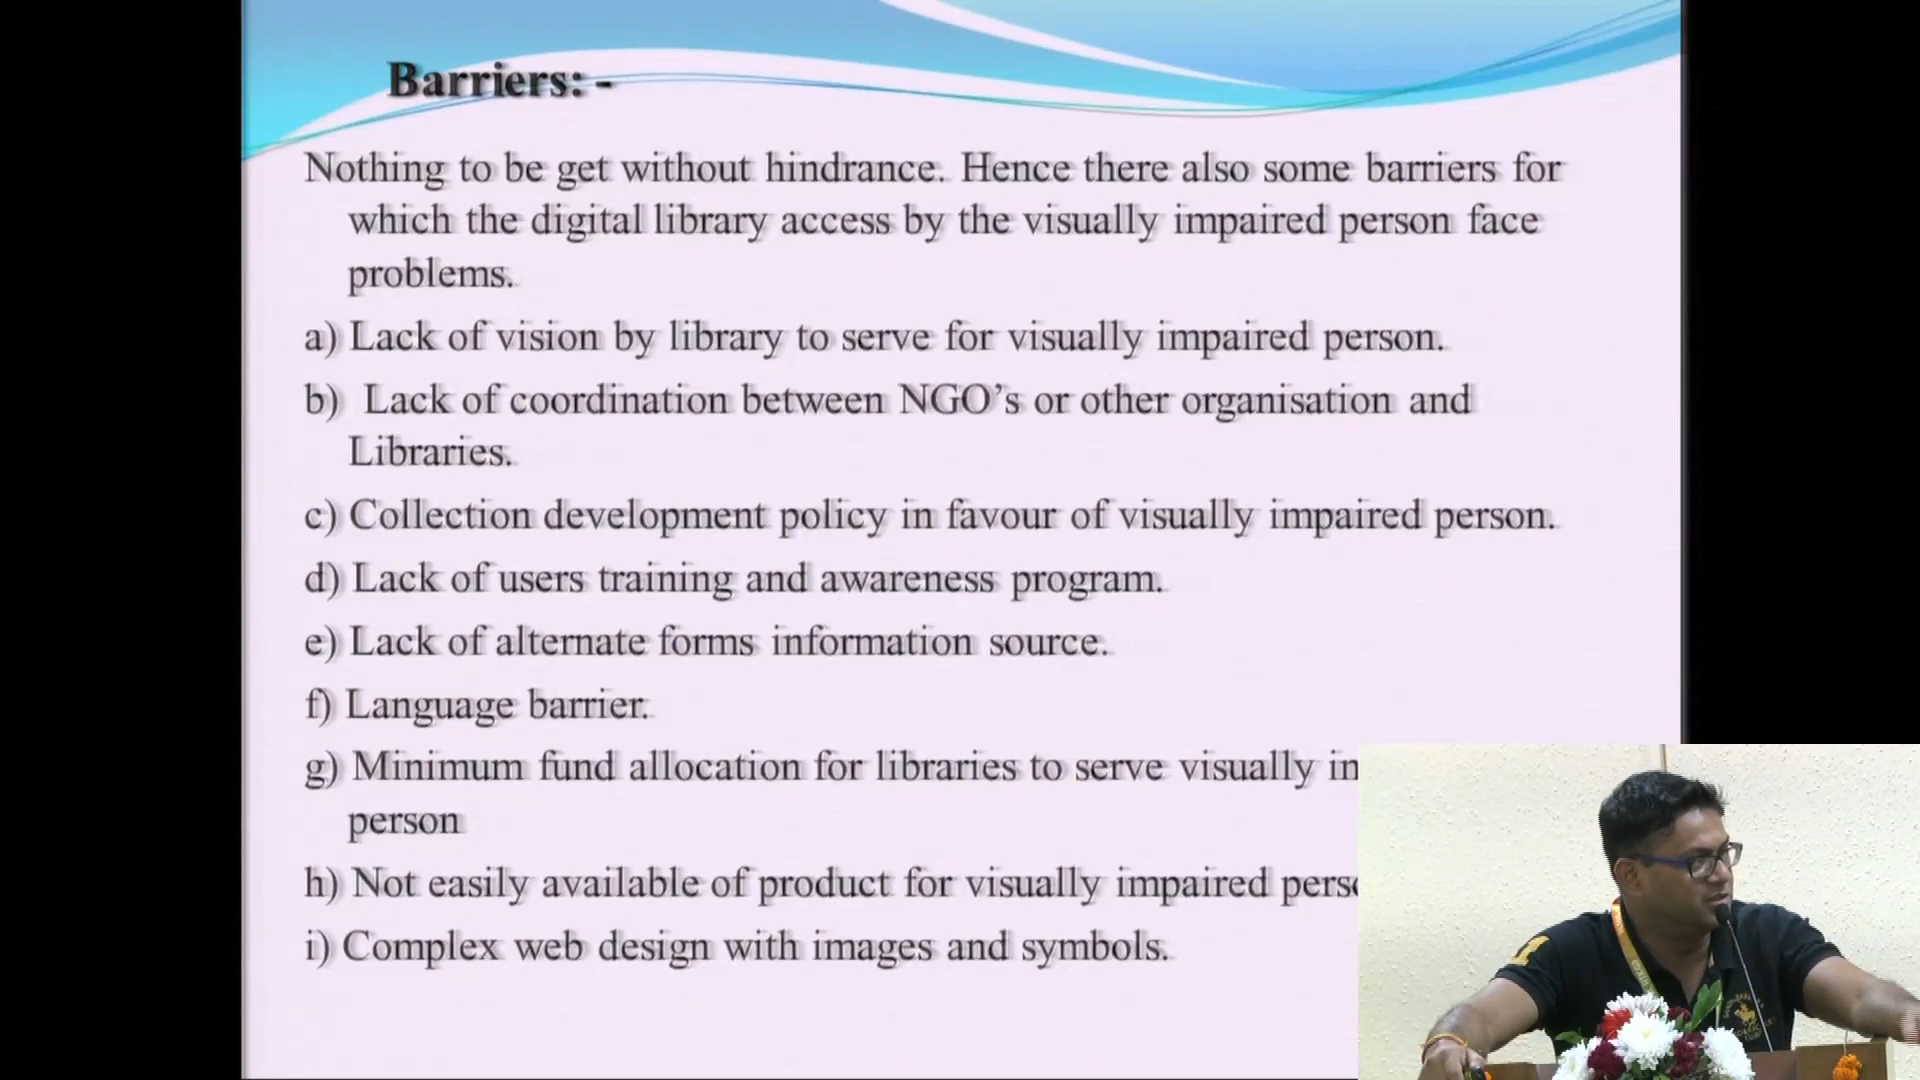 Barriers: -
Nothing to be get without hindrance. Hence there also some barriers for
which the digital library access by the visually impaired person face
problems.
a) Lack of vision by library to serve for visually impaired person.
b) Lack of coordination between NGO’s or other organisation and
Libraries.
c) Collection development policy in favour of visually impaired person.
d) Lack of users training and awareness program.
e) Lack of alternate forms information source.
f) Language barrier.
g) Minimum fund allocation for libraries to serve visually
person
h) Not easily available of product for visually impaired
i) Complex web design with images and symbols.
1